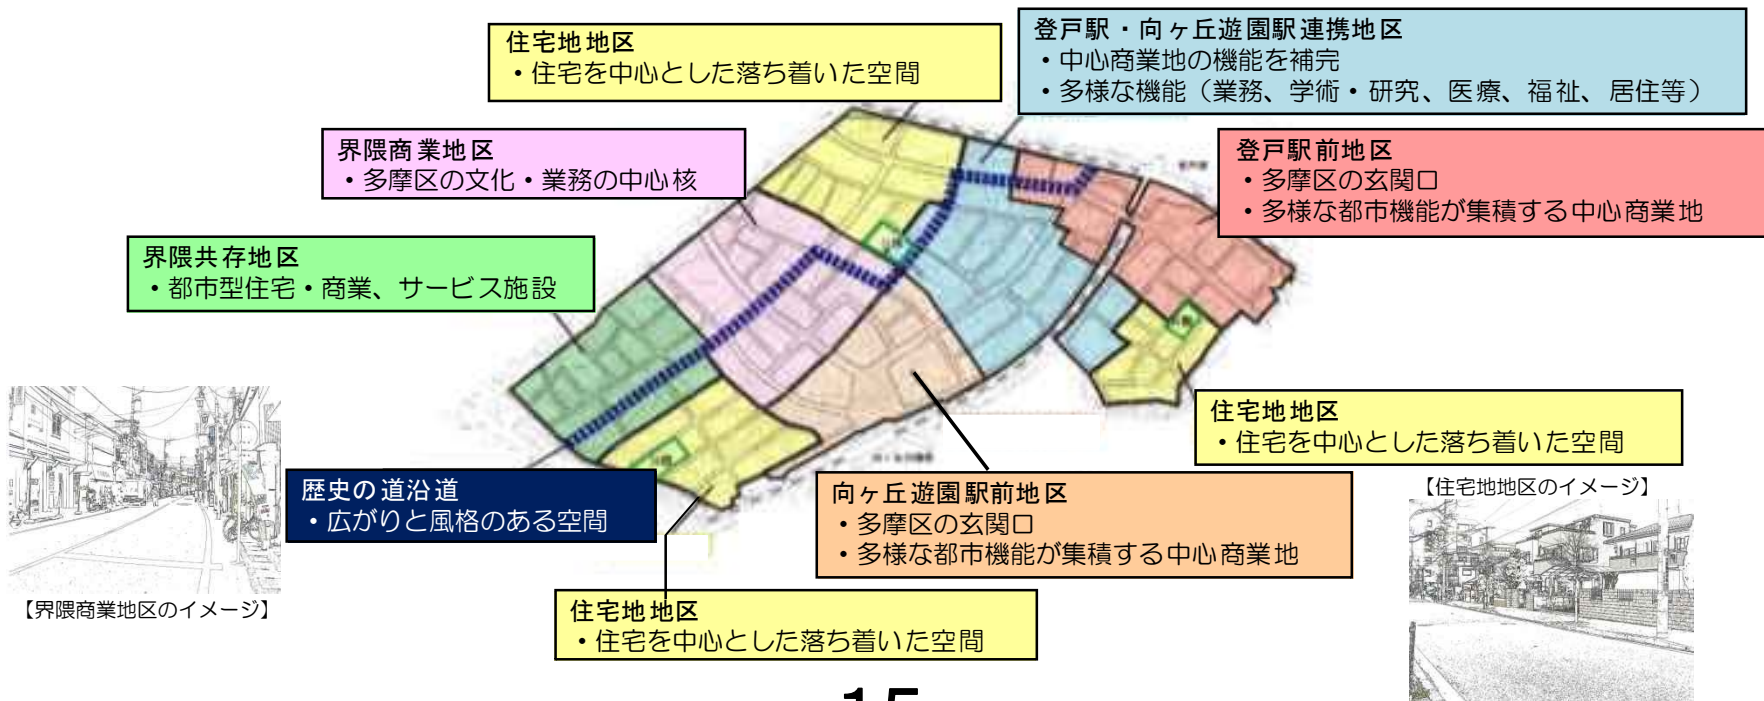 住宅地地区
・住宅を中心とした落ち着いた空間
登戸駅・向ヶ丘遊園駅連携地区
・中心商業地の機能を補完
・多様な機能（業務、学術・研究、医療、福祉、居住等）
界隈商業地区
・多摩区の文化・業務の中心核
登戸駅前地区
・多摩区の玄関口
・多様な都市機能が集積する中心商業地
界隈共存地区
・都市型住宅・商業、サービス施設
住宅地地区
・住宅を中心とした落ち着いた空間
歴史の道沿道
・広がりと風格のある空間
向ヶ丘遊園駅前地区
・多摩区の玄関口
・多様な都市機能が集積する中心商業地
【住宅地地区のイメージ】
【界隈商業地区のイメージ】
住宅地地区
・住宅を中心とした落ち着いた空間
15